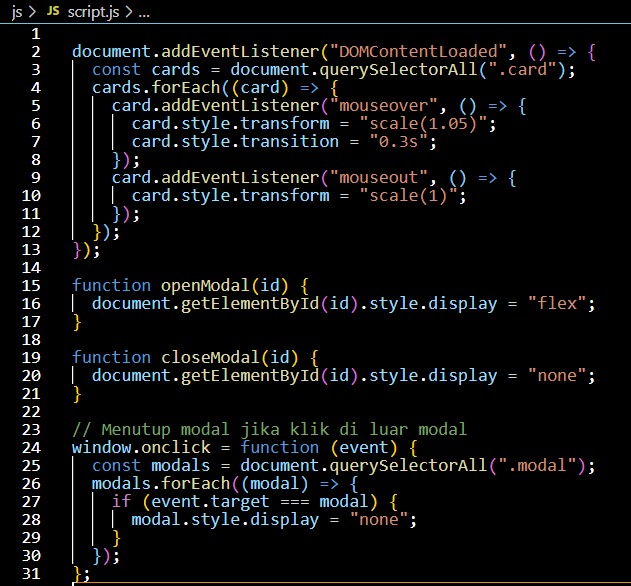 js > JS script.js > ...
1
2 document.addEventListener("DOMContentLoaded", () => {
3   const cards = document.querySelectorAll(".card");
4   cards.forEach((card) => {
5     card.addEventListener("mouseover", () => {
6       card.style.transform = "scale(1.05)";
7       card.style.transition = "0.3s";
8     });
9     card.addEventListener("mouseout", () => {
10       card.style.transform = "scale(1)";
11     });
12   });
13 });
14
15 function openModal(id) {
16   document.getElementById(id).style.display = "flex";
17 }
18
19 function closeModal(id) {
20   document.getElementById(id).style.display = "none";
21 }
22
23 // Menutup modal jika klik di luar modal
24 window.onclick = function (event) {
25   const modals = document.querySelectorAll(".modal");
26   modals.forEach((modal) => {
27     if (event.target === modal) {
28       modal.style.display = "none";
29     }
30   });
31 };